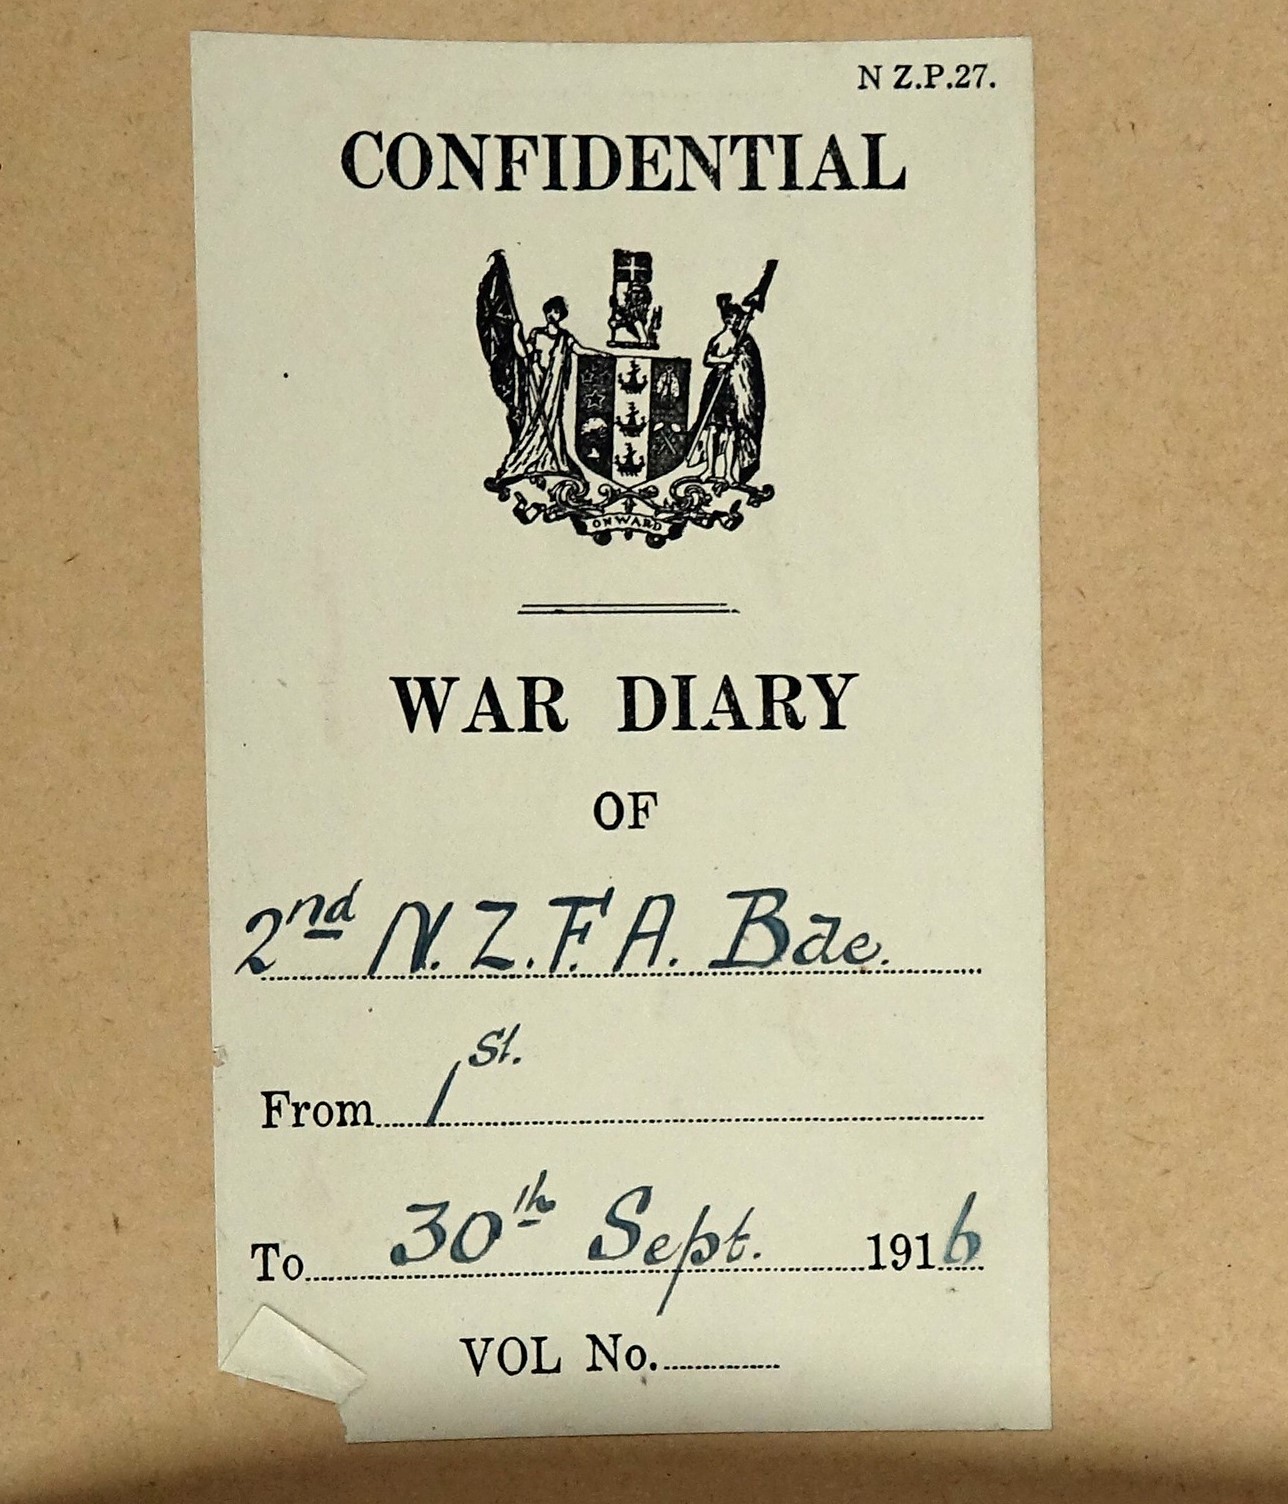 N Z.P.27.
CONFIDENTIAL
ONWARD
WAR DIARY
OF
2nd N.Z.F.A. Bde.
From 1st.
To 30th Sept. 1916
VOL No.